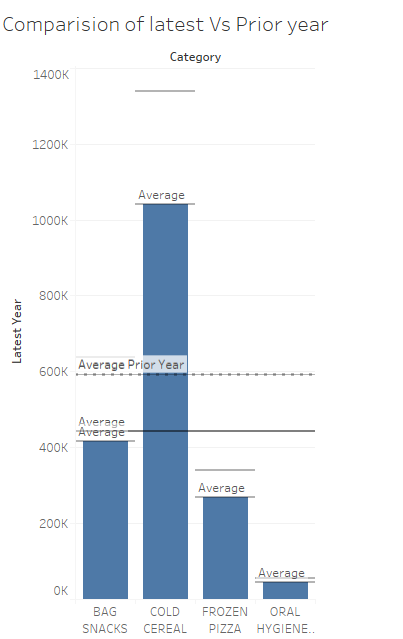 Comparision of latest Vs Prior year
Category
1400K
1200K
1000K
800K
600K
400K
200K
0K
Latest Year
Average
Average Prior Year
Average
Average
Average
Average
BAG
SNACKS
COLD
CEREAL
FROZEN
PIZZA
ORAL
HYGIENE..